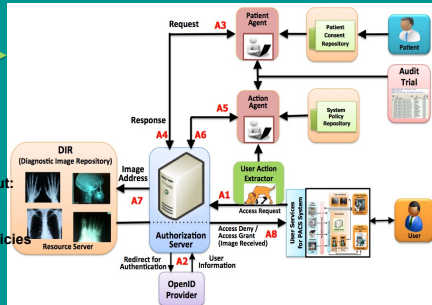 Request
A3
Patient
Agent
Patient
Consent
Repository
Patient
Audit
Trial
Response
A4
A6
A5
Action
Agent
System
Policy
Repository
DIR
(Diagnostic Image Repository)
Image
Address
A7
User Action
Extractor
A1
Access Request
ut:
icies
Resource Server
Authorization
Server
Access Deny /
Access Grant
(Image Received)
A8
User Services
for PACS System
User
Redirect for
Authentication
A2
User
Information
OpenID
Provider